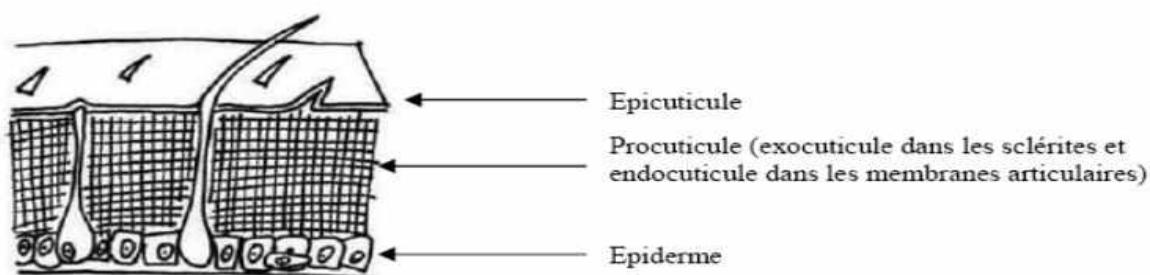 Epicuticule
Procuticule (exocuticule dans les sclérites et
endocuticule dans les membranes articulaires)
Epiderme